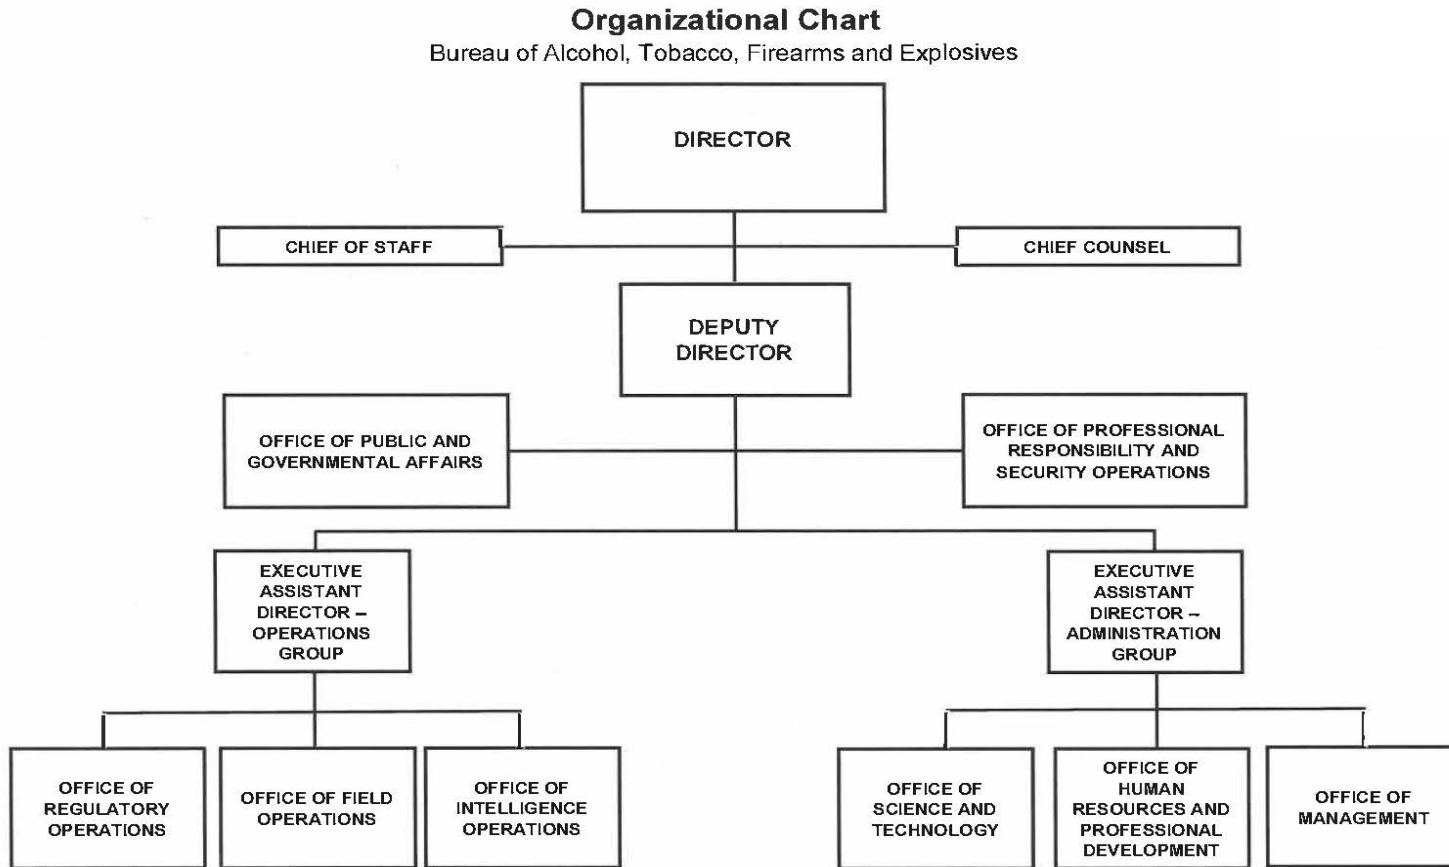 Organizational Chart
Bureau of Alcohol, Tobacco, Firearms and Explosives
DIRECTOR
CHIEF OF STAFF
CHIEF COUNSEL
DEPUTY
DIRECTOR
OFFICE OF PUBLIC AND
GOVERNMENTAL AFFAIRS
OFFICE OF PROFESSIONAL
RESPONSIBILITY AND
SECURITY OPERATIONS
EXECUTIVE
ASSISTANT
DIRECTOR –
OPERATIONS
GROUP
EXECUTIVE
ASSISTANT
DIRECTOR –
ADMINISTRATION
GROUP
OFFICE OF
REGULATORY
OPERATIONS
OFFICE OF FIELD
OPERATIONS
OFFICE OF
INTELLIGENCE
OPERATIONS
OFFICE OF
SCIENCE AND
TECHNOLOGY
OFFICE OF
HUMAN
RESOURCES AND
PROFESSIONAL
DEVELOPMENT
OFFICE OF
MANAGEMENT